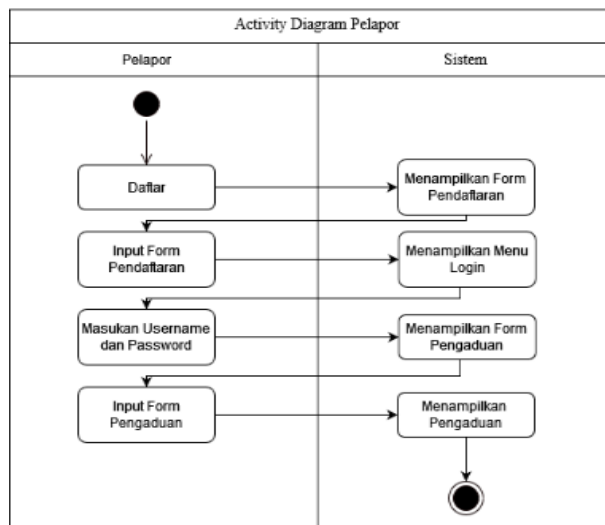 Activity Diagram Pelapor
Pelapor
Sistem
Daftar
Menampilkan Form
Pendaftaran
Input Form
Pendaftaran
Menampilkan Menu
Login
Masukan Username
dan Password
Menampilkan Form
Pengaduan
Input Form
Pengaduan
Menampilkan
Pengaduan